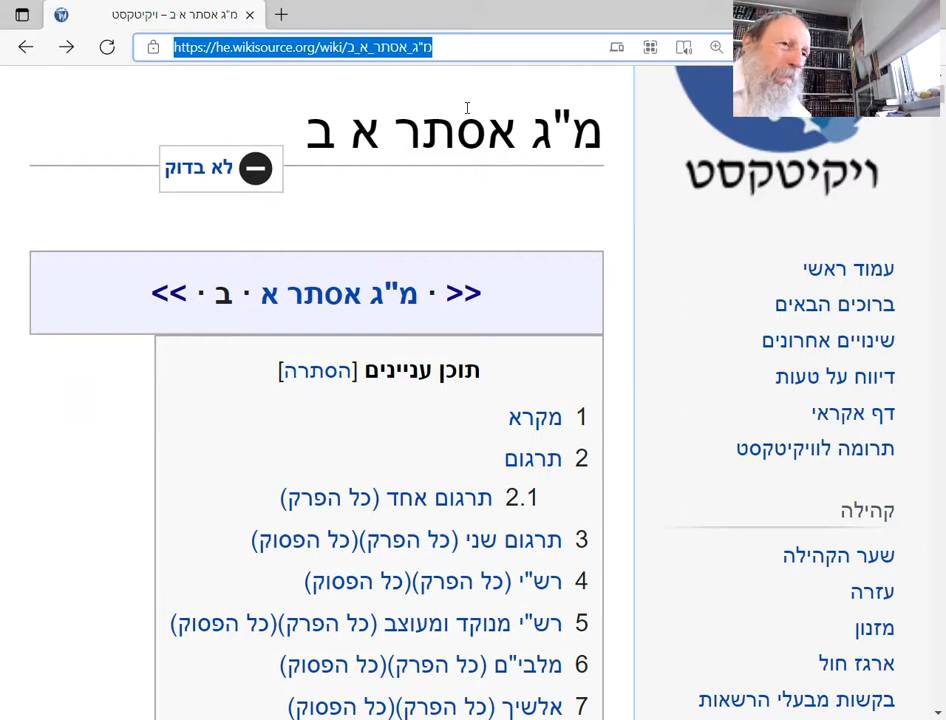 מ"ג אסתר א ב – ויקיטקסט
https://he.wikisource.org/wiki/מ"ג_אסתר_א_ב
מ"ג אסתר א ב
לא בדוק
<< · מ"ג אסתר א · ב · >>
תוכן עניינים [הסתרה]
1 מקרא
2 תרגום
2.1 תרגום אחד (כל הפרק)
3 תרגום שני (כל הפרק)(כל הפסוק)
4 רש"י (כל הפרק)(כל הפסוק)
5 רש"י מנוקד ומעוצב (כל הפרק)(כל הפסוק)
6 מלבי"ם (כל הפרק)(כל הפסוק)
7 אלשיך (כל הפרק)(כל הפסוק)
ויקיטקסט
עמוד ראשי
ברוכים הבאים
שינויים אחרונים
דיווח על טעות
דף אקראי
תרומה לוויקיטקסט
קהילה
שער הקהילה
עזרה
מזנון
ארגז חול
בקשות מבעלי הרשאות